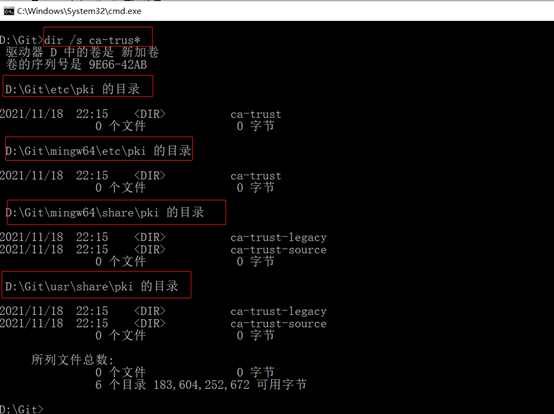 C:\Windows\System32\cmd.exe
D:\Git>dir /s ca-trus*
驱动器 D 中的卷是 新加卷
卷的序列号是 9E66-42AB
D:\Git\etc\pki 的目录
2021/11/18 22:15 <DIR> ca-trust
0 个文件 0 字节
D:\Git\mingw64\etc\pki 的目录
2021/11/18 22:15 <DIR> ca-trust
0 个文件 0 字节
D:\Git\mingw64\share\pki 的目录
2021/11/18 22:15 <DIR> ca-trust-legacy
2021/11/18 22:15 <DIR> ca-trust-source
0 个文件 0 字节
D:\Git\usr\share\pki 的目录
2021/11/18 22:15 <DIR> ca-trust-legacy
2021/11/18 22:15 <DIR> ca-trust-source
0 个文件 0 字节
所列文件总数:
0 个文件 0 字节
6 个目录 183,604,252,672 可用字节
D:\Git>